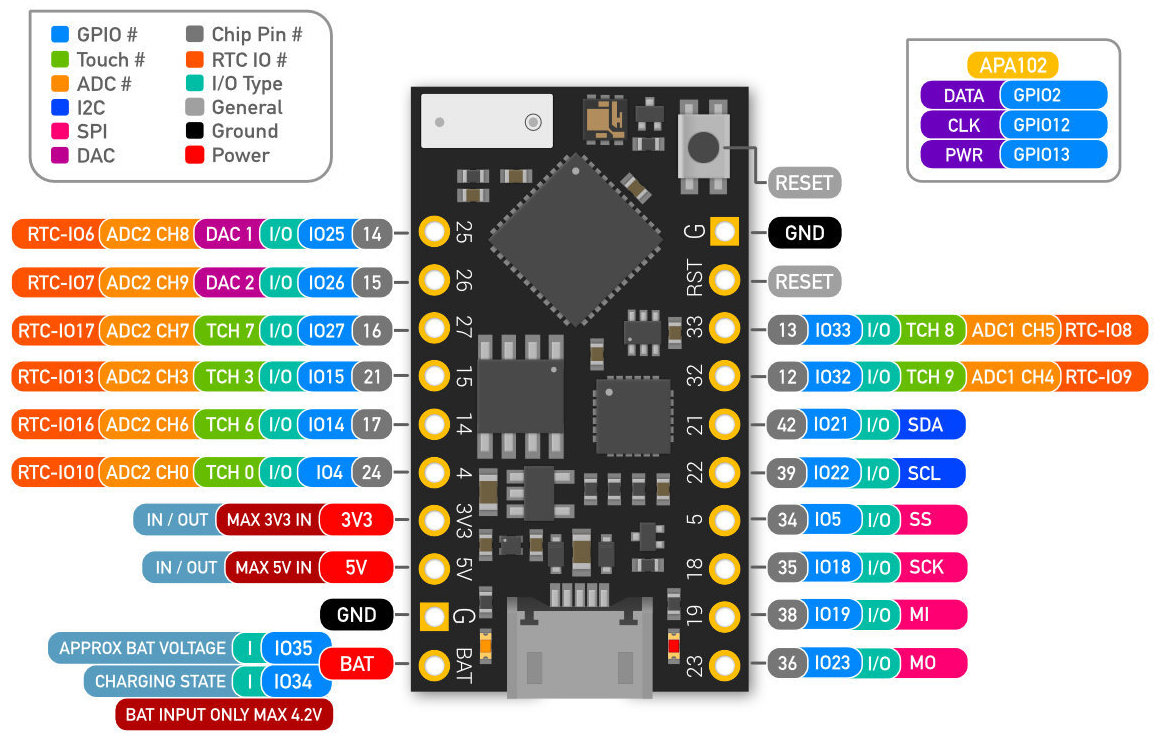 GPIO # Chip Pin #
Touch # RTC IO #
ADC # I/O Type
I2C General
SPI Ground
DAC Power
APA102
DATA GPIO2
CLK GPIO12
PWR GPIO13
RESET
RTC-IO6 ADC2 CH8 DAC 1 I/O IO25 14 25 G GND
RTC-IO7 ADC2 CH9 DAC 2 I/O IO26 15 26 RST RESET
RTC-IO17 ADC2 CH7 TCH 7 I/O IO27 16 27 33 13 IO33 I/O TCH 8 ADC1 CH5 RTC-IO8
RTC-IO13 ADC2 CH3 TCH 3 I/O IO15 21 15 32 12 IO32 I/O TCH 9 ADC1 CH4 RTC-IO9
RTC-IO16 ADC2 CH6 TCH 6 I/O IO14 17 14 21 42 IO21 I/O SDA
RTC-IO10 ADC2 CH0 TCH 0 I/O IO4 24 4 22 39 IO22 I/O SCL
IN / OUT MAX 3V3 IN 3V3 3V3 5 34 IO5 I/O SS
IN / OUT MAX 5V IN 5V 5V 18 35 IO18 I/O SCK
GND G 19 38 IO19 I/O MI
APPROX BAT VOLTAGE I IO35
BAT BAT 23 36 IO23 I/O MO
CHARGING STATE I IO34
BAT INPUT ONLY MAX 4.2V